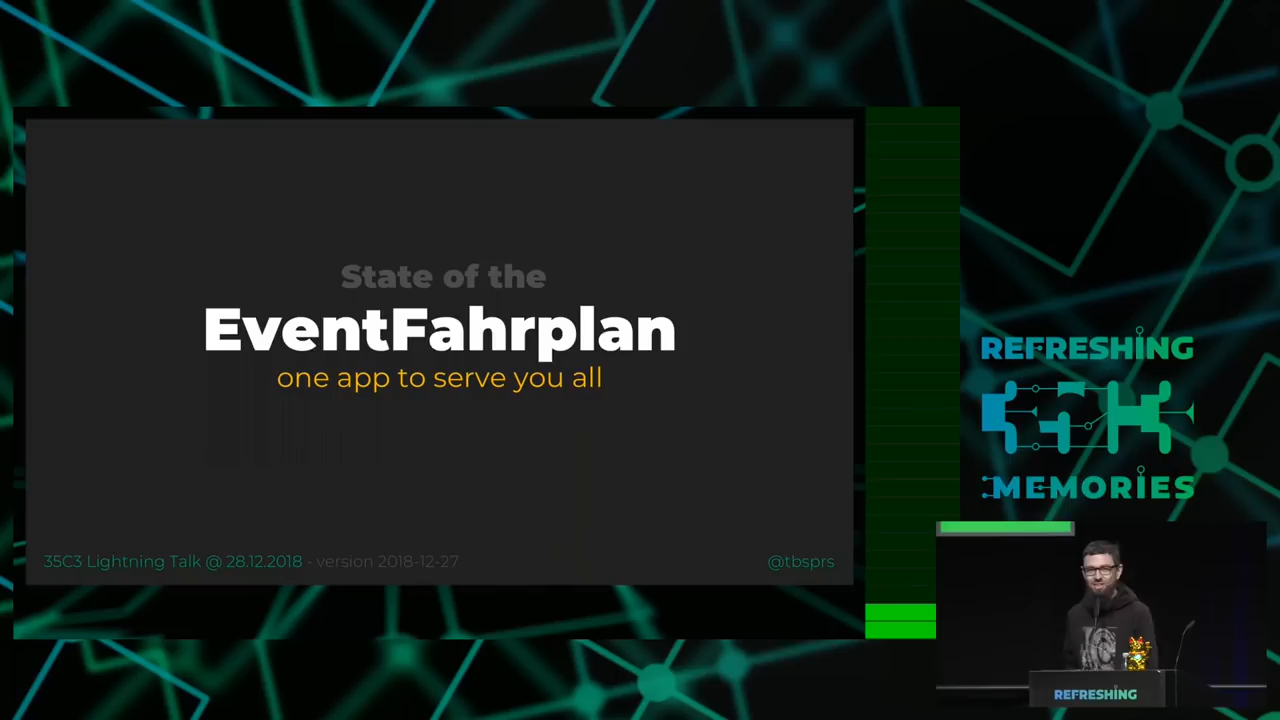 State of the
EventFahrplan
one app to serve you all
35C3 Lightning Talk @ 28.12.2018 - version 2018-12-27
@tbsprs
REFRESHING
35C3
MEMORIES
REFRESHING